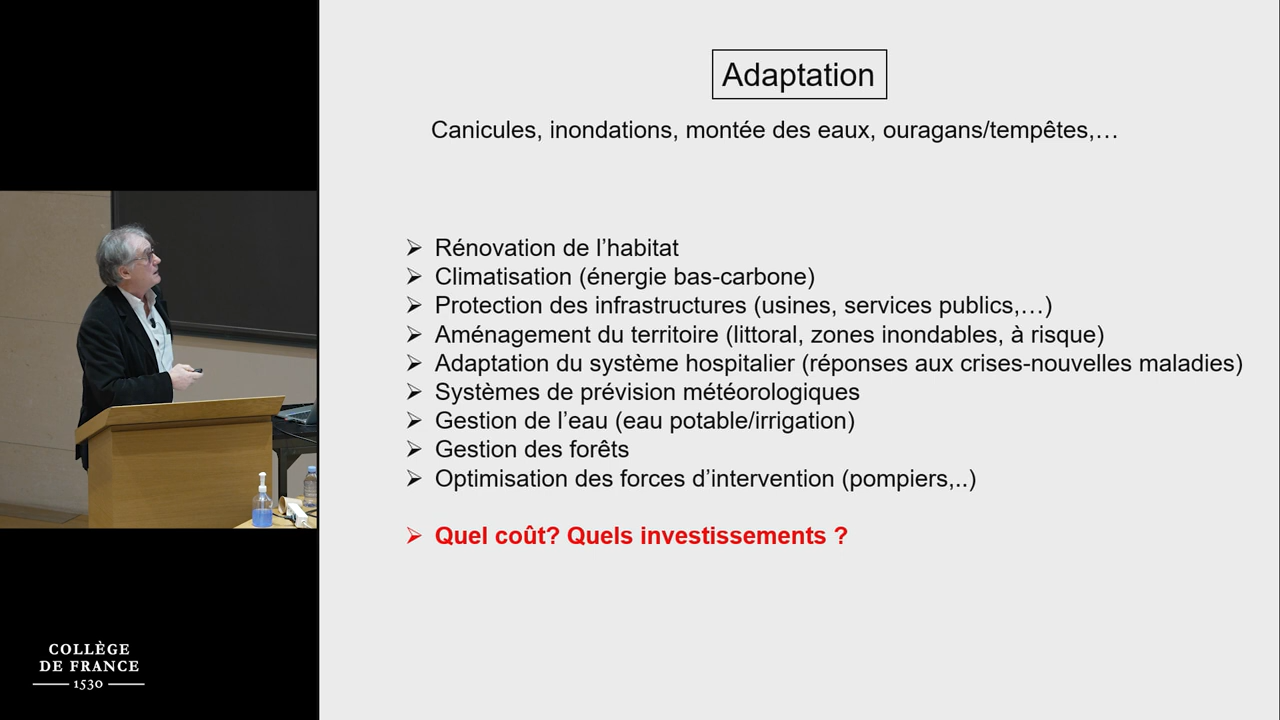 Adaptation
Canicules, inondations, montée des eaux, ouragans/tempêtes,…
➢ Rénovation de l’habitat
➢ Climatisation (énergie bas-carbone)
➢ Protection des infrastructures (usines, services publics,…)
➢ Aménagement du territoire (littoral, zones inondables, à risque)
➢ Adaptation du système hospitalier (réponses aux crises-nouvelles maladies)
➢ Systèmes de prévision météorologiques
➢ Gestion de l’eau (eau potable/irrigation)
➢ Gestion des forêts
➢ Optimisation des forces d’intervention (pompiers,..)
➢ Quel coût? Quels investissements ?
COLLÈGE
DE FRANCE
1530